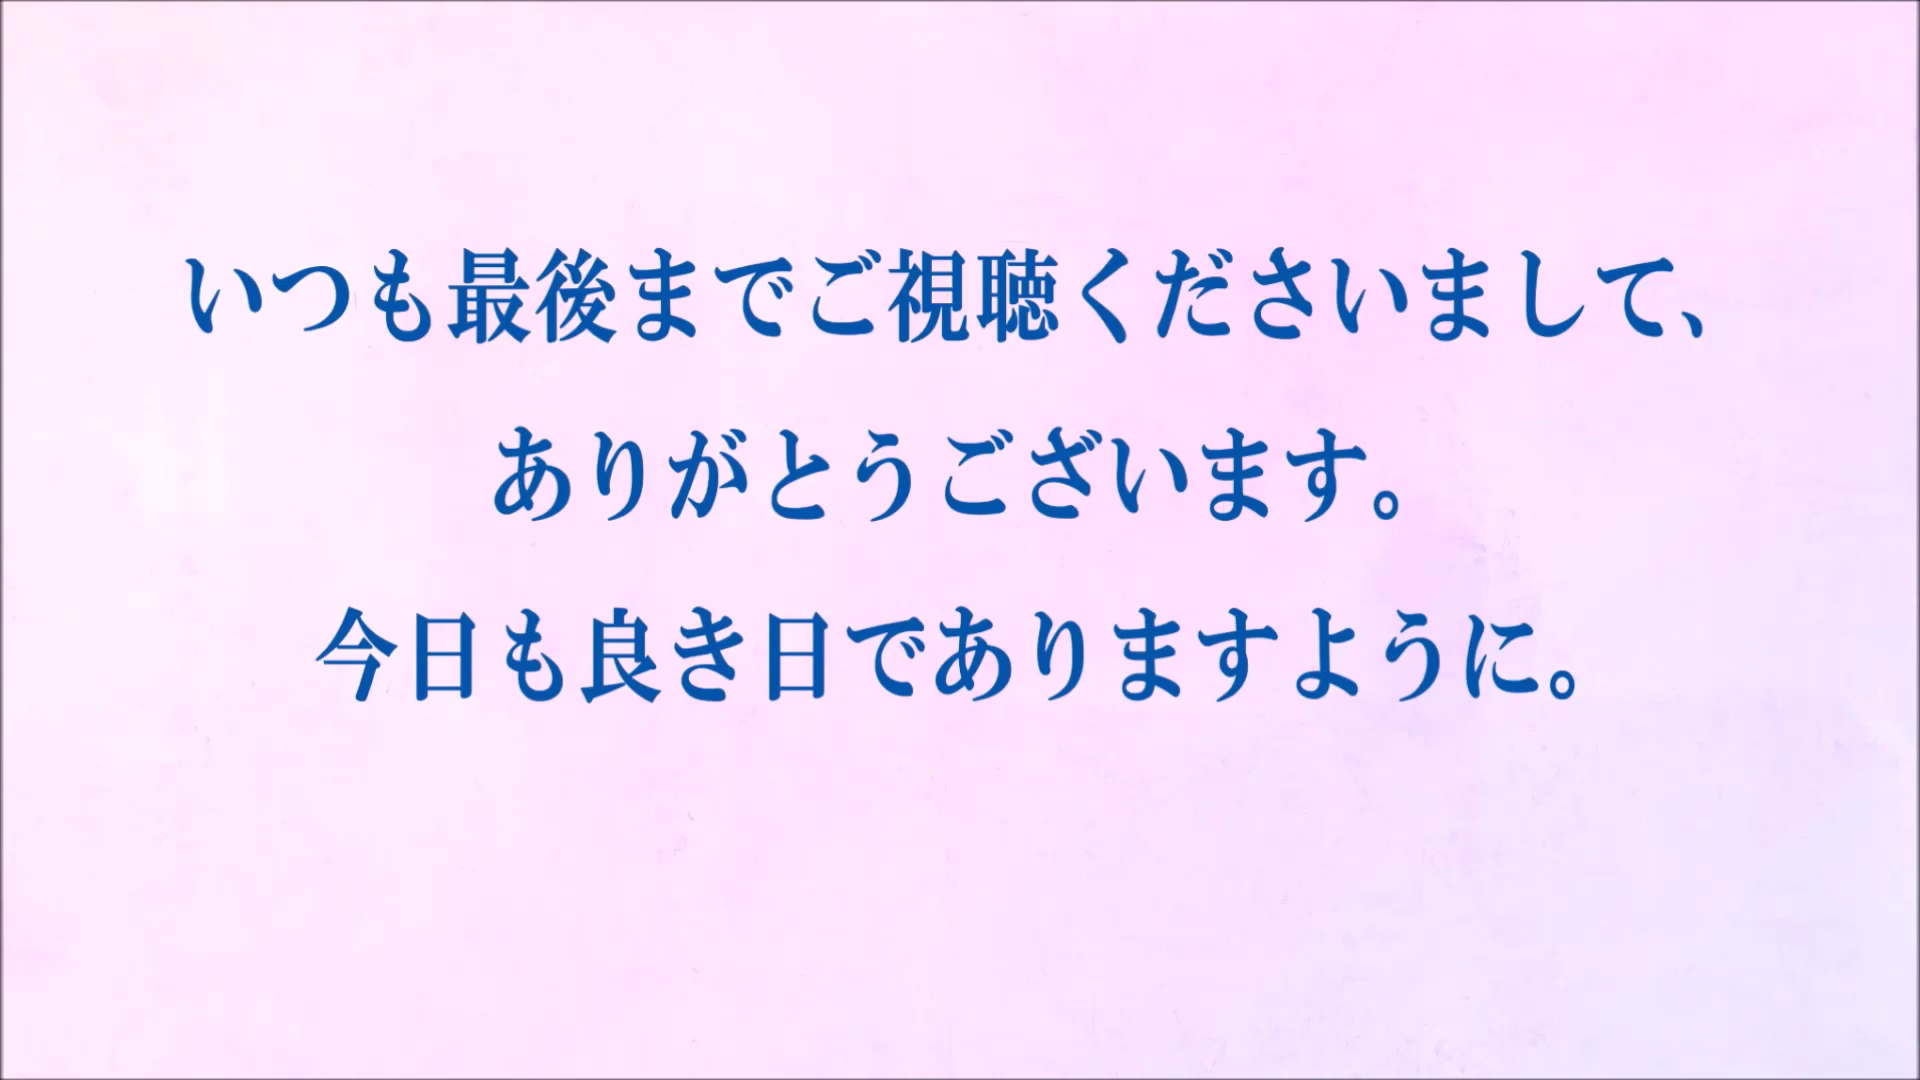 いつも最後までご視聴くださいまして、
ありがとうございます。
今日も良き日でありますように。